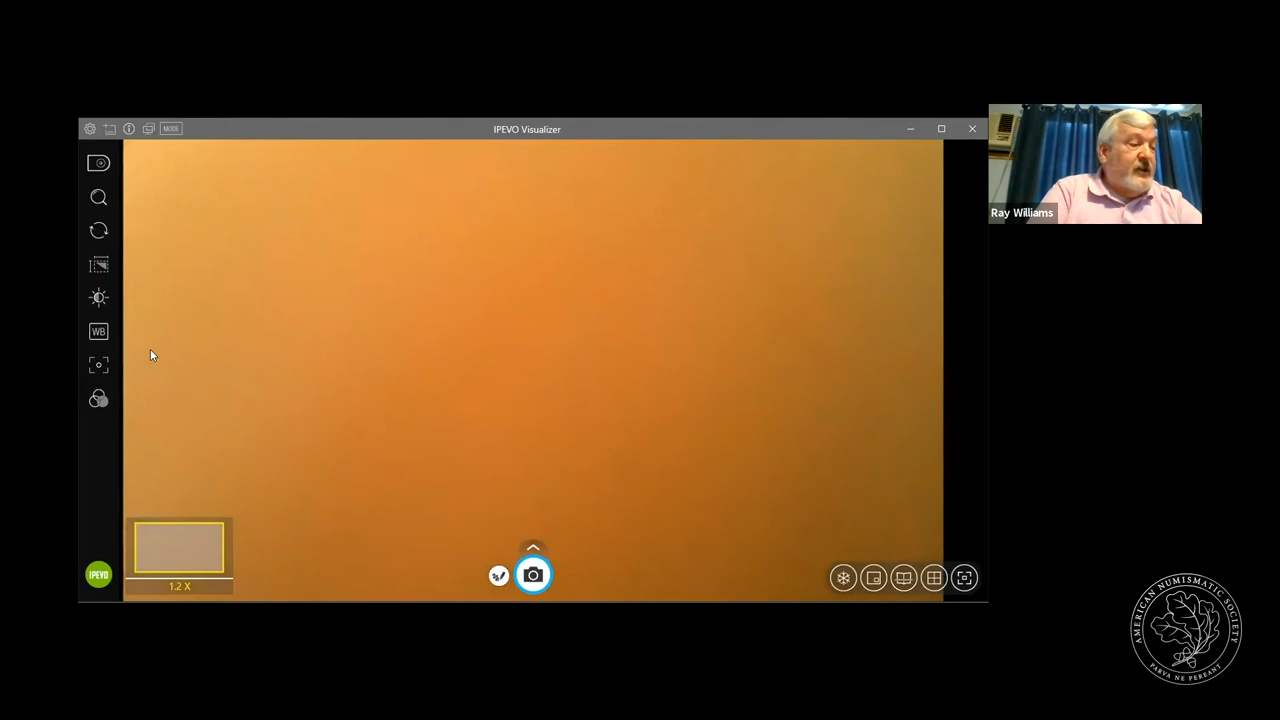 MODE
IPEVO Visualizer
Ray Williams
WB
IPEVO
1.2 X
AMERICAN NUMISMATIC SOCIETY
PARVA NE PEREANT